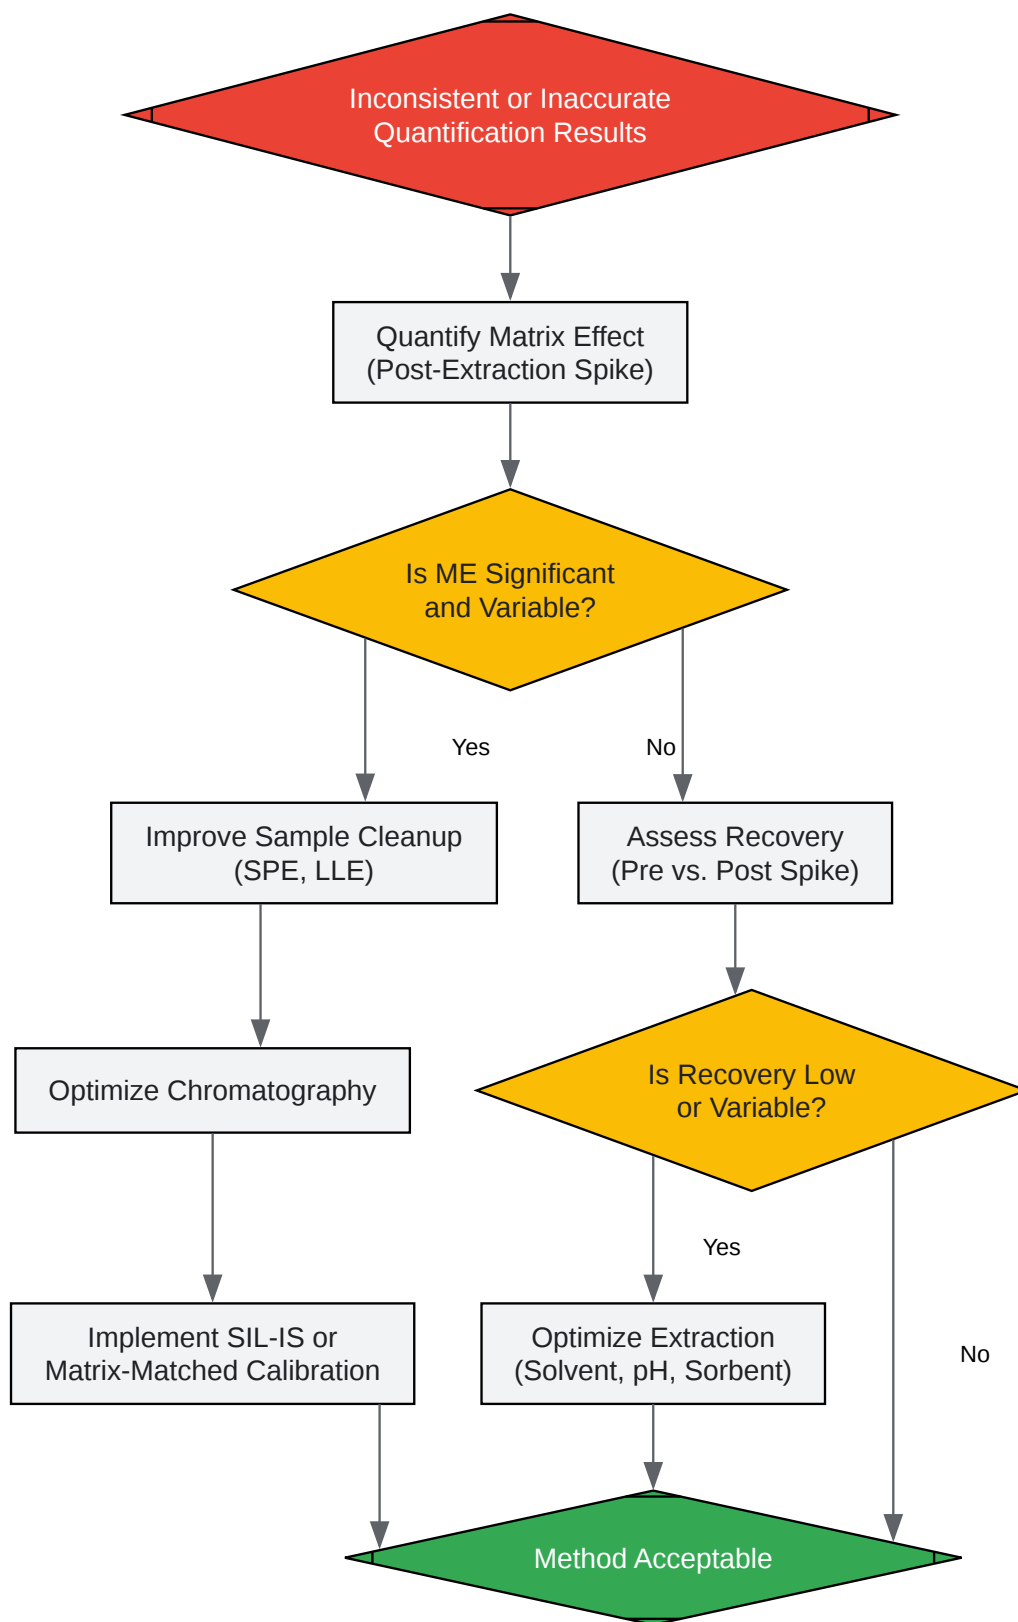 Inconsistent or Inaccurate
Quantification Results
Quantify Matrix Effect
(Post-Extraction Spike)
Is ME Significant
and Variable?
Yes
No
Improve Sample Cleanup
(SPE, LLE)
Assess Recovery
(Pre vs. Post Spike)
Optimize Chromatography
Is Recovery Low
or Variable?
Yes
No
Implement SIL-IS or
Matrix-Matched Calibration
Optimize Extraction
(Solvent, pH, Sorbent)
Method Acceptable